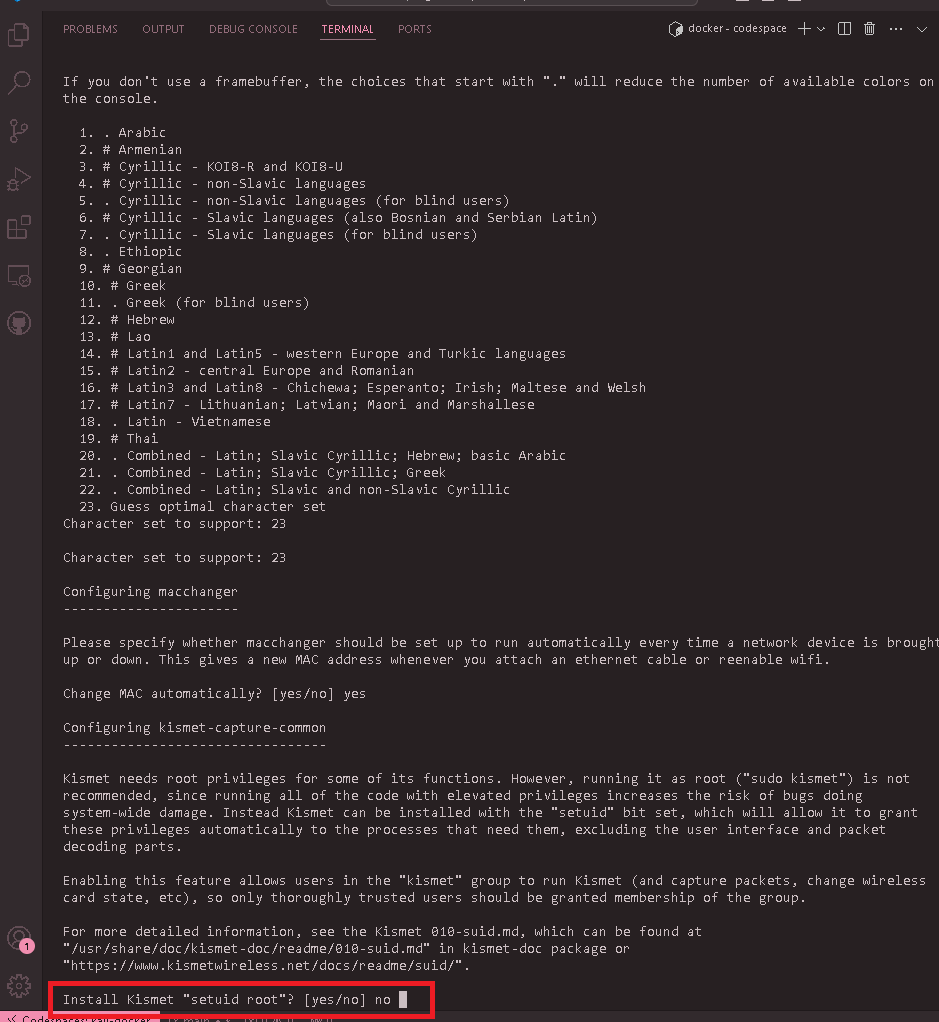 PROBLEMS OUTPUT DEBUG CONSOLE TERMINAL PORTS docker - codespace
If you don't use a framebuffer, the choices that start with "." will reduce the number of available colors on
the console.
1. . Arabic
2. # Armenian
3. # Cyrillic - KOI8-R and KOI8-U
4. # Cyrillic - non-Slavic languages
5. . Cyrillic - non-Slavic languages (for blind users)
6. # Cyrillic - Slavic languages (also Bosnian and Serbian Latin)
7. . Cyrillic - Slavic languages (for blind users)
8. . Ethiopic
9. # Georgian
10. # Greek
11. . Greek (for blind users)
12. # Hebrew
13. # Lao
14. # Latin1 and Latin5 - western Europe and Turkic languages
15. # Latin2 - central Europe and Romanian
16. # Latin3 and Latin8 - Chichewa; Esperanto; Irish; Maltese and Welsh
17. # Latin7 - Lithuanian; Latvian; Maori and Marshallese
18. . Latin - Vietnamese
19. # Thai
20. . Combined - Latin; Slavic Cyrillic; Hebrew; basic Arabic
21. . Combined - Latin; Slavic Cyrillic; Greek
22. . Combined - Latin; Slavic and non-Slavic Cyrillic
23. Guess optimal character set
Character set to support: 23
Character set to support: 23
Configuring macchanger
----------------------
Please specify whether macchanger should be set up to run automatically every time a network device is brought
up or down. This gives a new MAC address whenever you attach an ethernet cable or reenable wifi.
Change MAC automatically? [yes/no] yes
Configuring kismet-capture-common
---------------------------------
Kismet needs root privileges for some of its functions. However, running it as root ("sudo kismet") is not
recommended, since running all of the code with elevated privileges increases the risk of bugs doing
system-wide damage. Instead Kismet can be installed with the "setuid" bit set, which will allow it to grant
these privileges automatically to the processes that need them, excluding the user interface and packet
decoding parts.
Enabling this feature allows users in the "kismet" group to run Kismet (and capture packets, change wireless
card state, etc), so only thoroughly trusted users should be granted membership of the group.
For more detailed information, see the Kismet 010-suid.md, which can be found at
"/usr/share/doc/kismet-doc/readme/010-suid.md" in kismet-doc package or
"https://www.kismetwireless.net/docs/readme/suid/".
1
Install Kismet "setuid root"? [yes/no] no